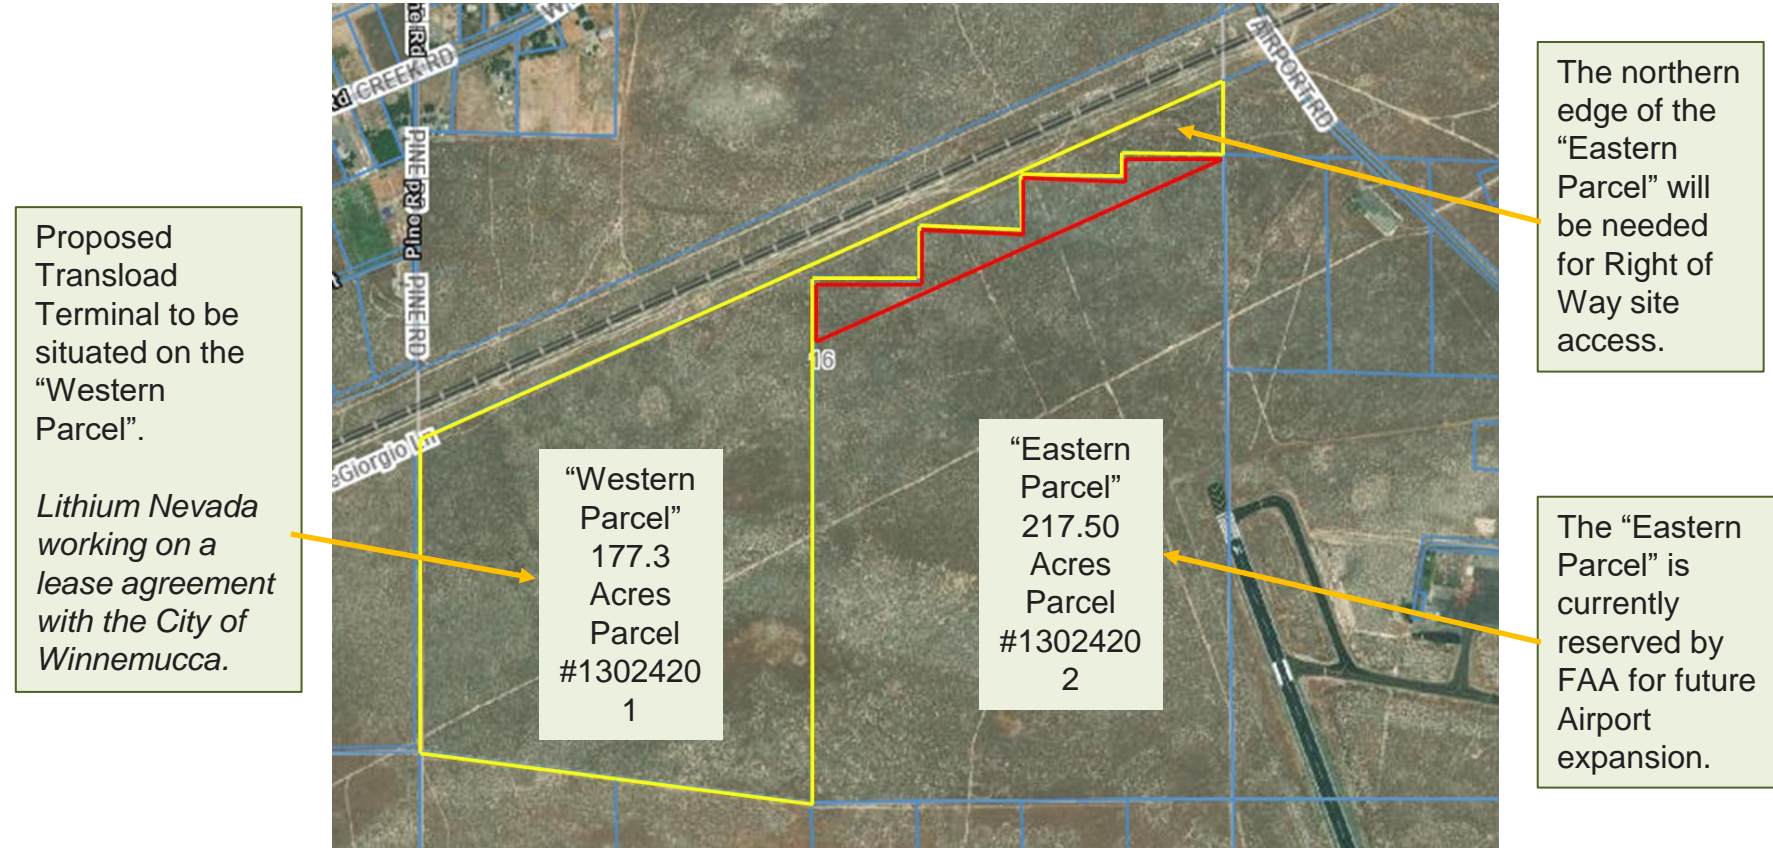 Proposed
Transload
Terminal to be
situated on the
“Western
Parcel”.
Lithium Nevada
working on a
lease agreement
with the City of
Winnemucca.
CREEK RD
PINE
Pine Rd
PINE RD
AIRPORT RD
16
“Western
Parcel”
177.3
Acres
Parcel
#1302420
1
“Eastern
Parcel”
217.50
Acres
Parcel
#1302420
2
The northern
edge of the
“Eastern
Parcel” will
be needed
for Right of
Way site
access.
The “Eastern
Parcel” is
currently
reserved by
FAA for future
Airport
expansion.